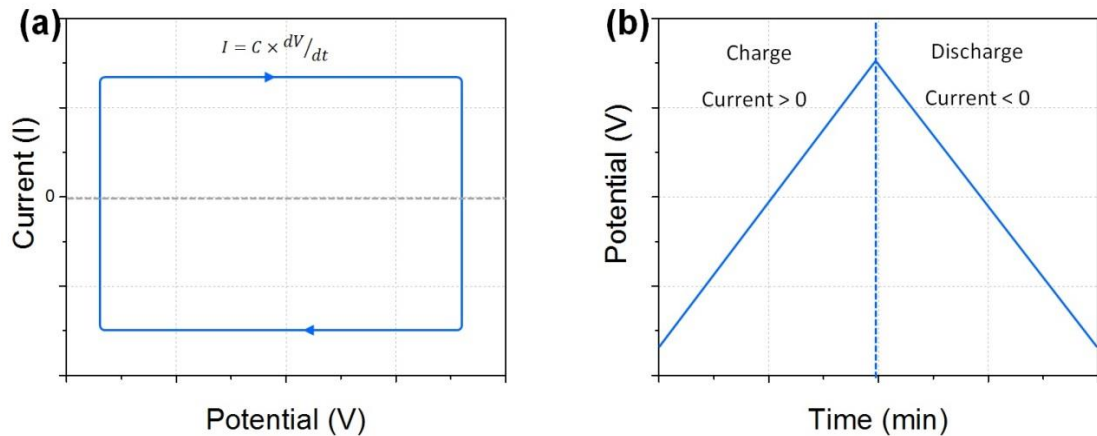 (a)
I = C × dV/dt
Current (I)
0
Potential (V)
(b)
Charge
Discharge
Current > 0
Current < 0
Potential (V)
Time (min)